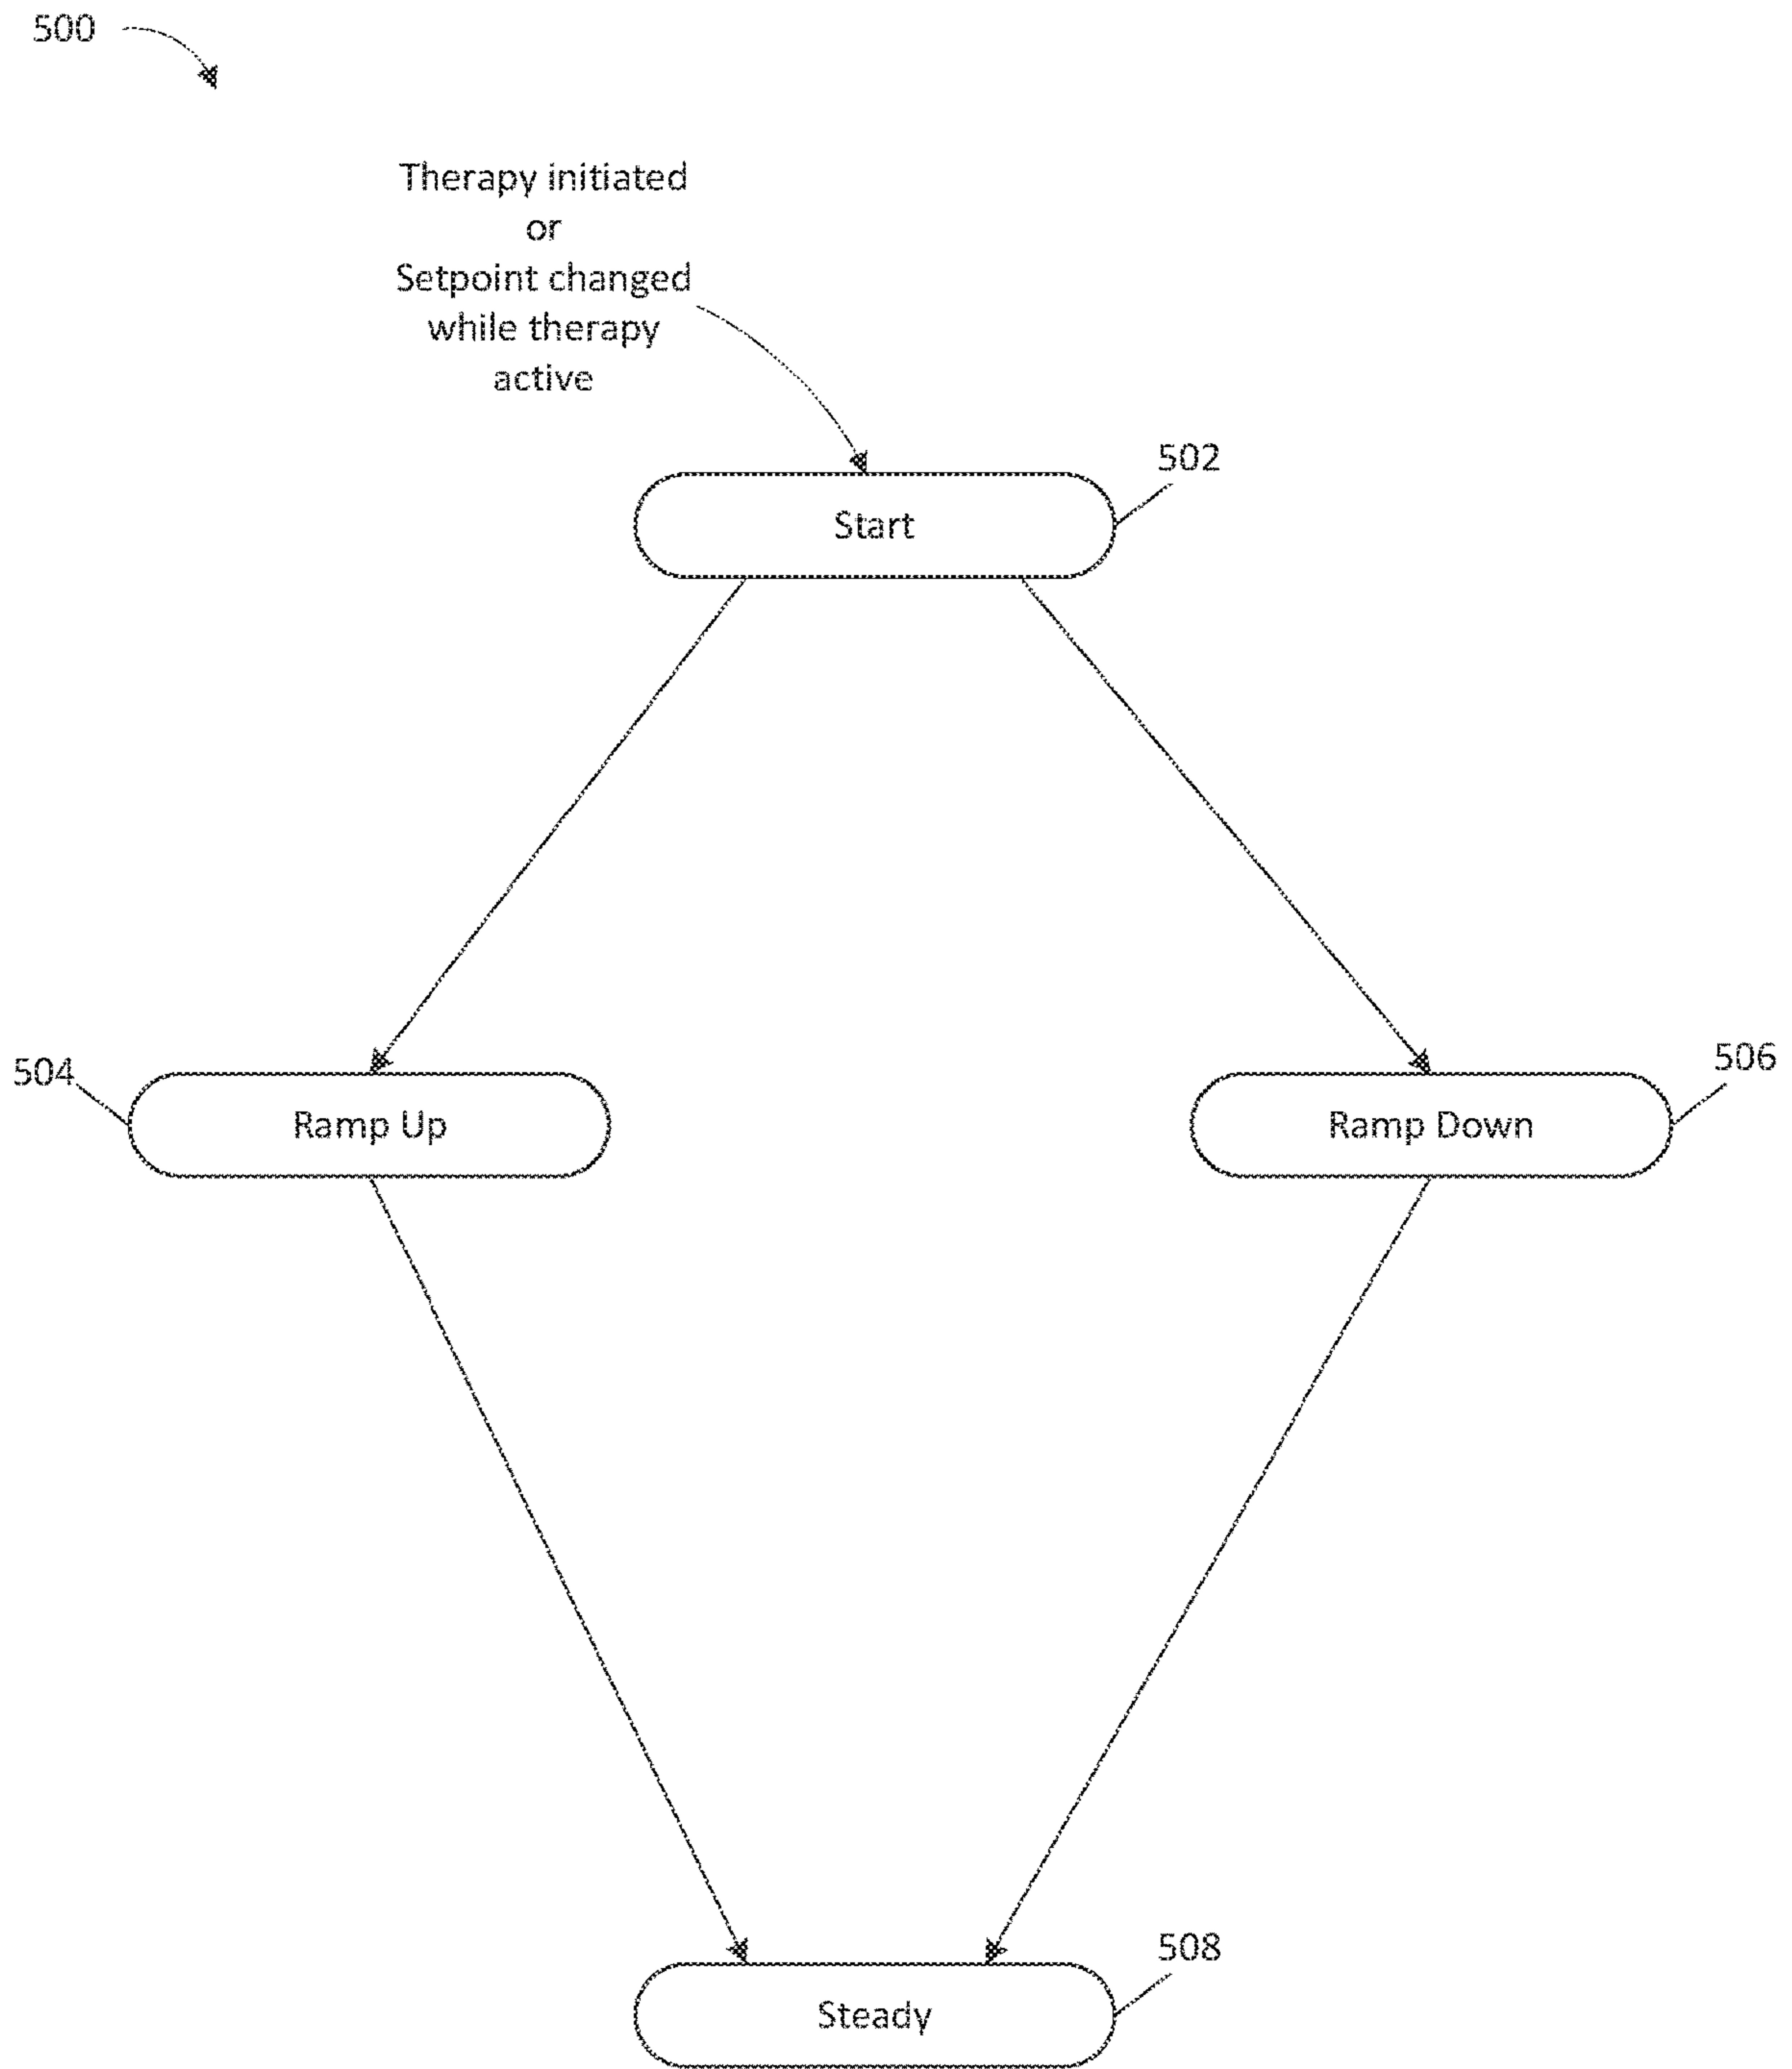 500
Therapy initiated
or
Setpoint changed
while therapy
active
502
Start
504
Ramp Up
506
Ramp Down
508
Steady